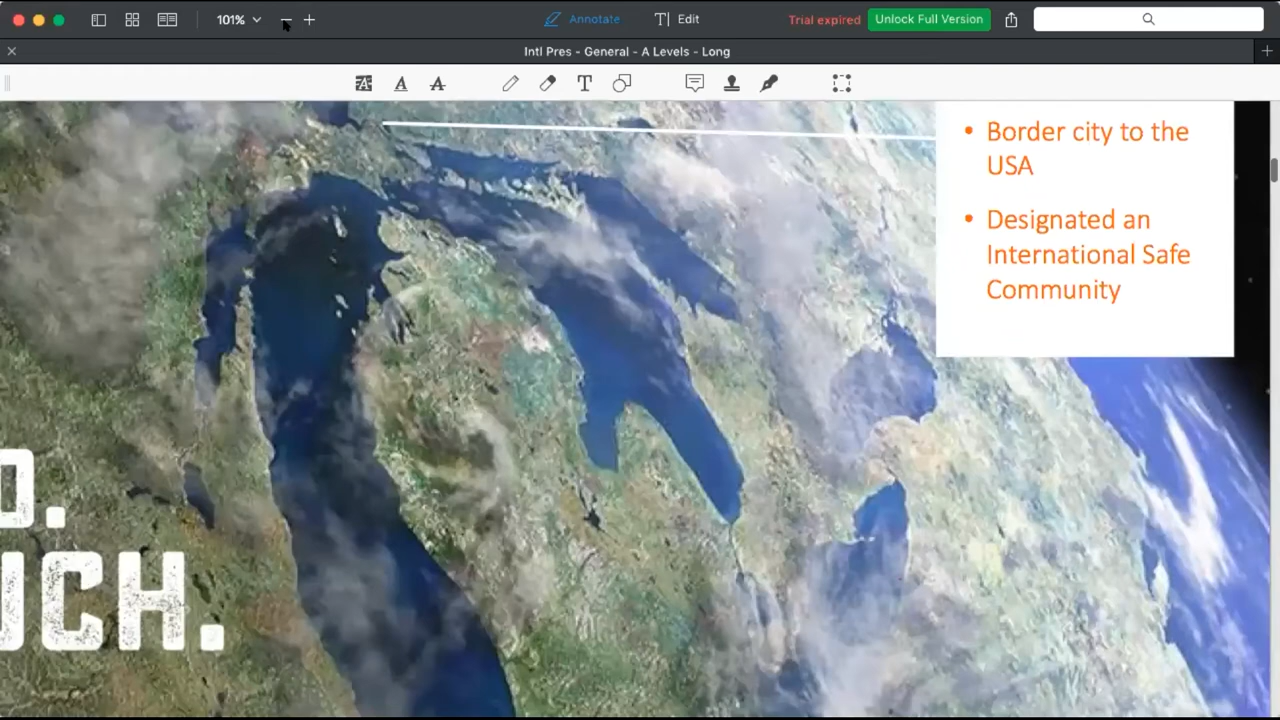 101%
Annotate
T| Edit
Trial expired
Unlock Full Version
Intl Pres - General - A Levels - Long
• Border city to the
USA
• Designated an
International Safe
Community
UCH.